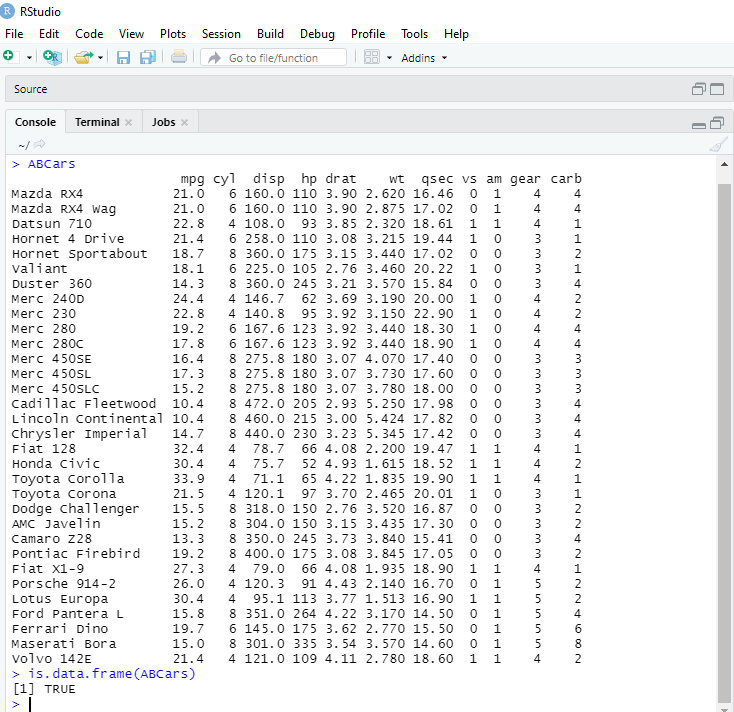 RStudio
File Edit Code View Plots Session Build Debug Profile Tools Help
Go to file/function Addins
Source
Console Terminal Jobs
~/
> ABCars
mpg cyl disp hp drat wt qsec vs am gear carb
Mazda RX4 21.0 6 160.0 110 3.90 2.620 16.46 0 1 4 4
Mazda RX4 Wag 21.0 6 160.0 110 3.90 2.875 17.02 0 1 4 4
Datsun 710 22.8 4 108.0 93 3.85 2.320 18.61 1 1 4 1
Hornet 4 Drive 21.4 6 258.0 110 3.08 3.215 19.44 1 0 3 1
Hornet Sportabout 18.7 8 360.0 175 3.15 3.440 17.02 0 0 3 2
Valiant 18.1 6 225.0 105 2.76 3.460 20.22 1 0 3 1
Duster 360 14.3 8 360.0 245 3.21 3.570 15.84 0 0 3 4
Merc 240D 24.4 4 146.7 62 3.69 3.190 20.00 1 0 4 2
Merc 230 22.8 4 140.8 95 3.92 3.150 22.90 1 0 4 2
Merc 280 19.2 6 167.6 123 3.92 3.440 18.30 1 0 4 4
Merc 280C 17.8 6 167.6 123 3.92 3.440 18.90 1 0 4 4
Merc 450SE 16.4 8 275.8 180 3.07 4.070 17.40 0 0 3 3
Merc 450SL 17.3 8 275.8 180 3.07 3.730 17.60 0 0 3 3
Merc 450SLC 15.2 8 275.8 180 3.07 3.780 18.00 0 0 3 3
Cadillac Fleetwood 10.4 8 472.0 205 2.93 5.250 17.98 0 0 3 4
Lincoln Continental 10.4 8 460.0 215 3.00 5.424 17.82 0 0 3 4
Chrysler Imperial 14.7 8 440.0 230 3.23 5.345 17.42 0 0 3 4
Fiat 128 32.4 4 78.7 66 4.08 2.200 19.47 1 1 4 1
Honda Civic 30.4 4 75.7 52 4.93 1.615 18.52 1 1 4 2
Toyota Corolla 33.9 4 71.1 65 4.22 1.835 19.90 1 1 4 1
Toyota Corona 21.5 4 120.1 97 3.70 2.465 20.01 1 0 3 1
Dodge Challenger 15.5 8 318.0 150 2.76 3.520 16.87 0 0 3 2
AMC Javelin 15.2 8 304.0 150 3.15 3.435 17.30 0 0 3 2
Camaro Z28 13.3 8 350.0 245 3.73 3.840 15.41 0 0 3 4
Pontiac Firebird 19.2 8 400.0 175 3.08 3.845 17.05 0 0 3 2
Fiat X1-9 27.3 4 79.0 66 4.08 1.935 18.90 1 1 4 1
Porsche 914-2 26.0 4 120.3 91 4.43 2.140 16.70 0 1 5 2
Lotus Europa 30.4 4 95.1 113 3.77 1.513 16.90 1 1 5 2
Ford Pantera L 15.8 8 351.0 264 4.22 3.170 14.50 0 1 5 4
Ferrari Dino 19.7 6 145.0 175 3.62 2.770 15.50 0 1 5 6
Maserati Bora 15.0 8 301.0 335 3.54 3.570 14.60 0 1 5 8
Volvo 142E 21.4 4 121.0 109 4.11 2.780 18.60 1 1 4 2
> is.data.frame(ABCars)
[1] TRUE
>